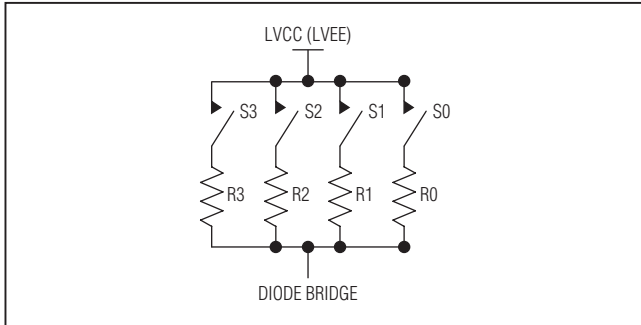 LVCC (LVEE)
S3 S2 S1 S0
R3 R2 R1 R0
DIODE BRIDGE